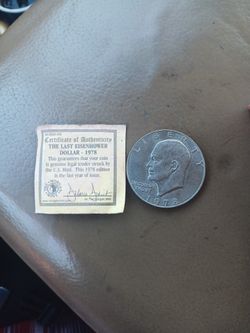 Certificate of Authenticity
THE LAST EISENHOWER
DOLLAR - 1978
This guarantees that your coin
is genuine legal tender struck by
the U.S. Mint. This 1978 edition
is the last year of issue.
LIBERTY
1978